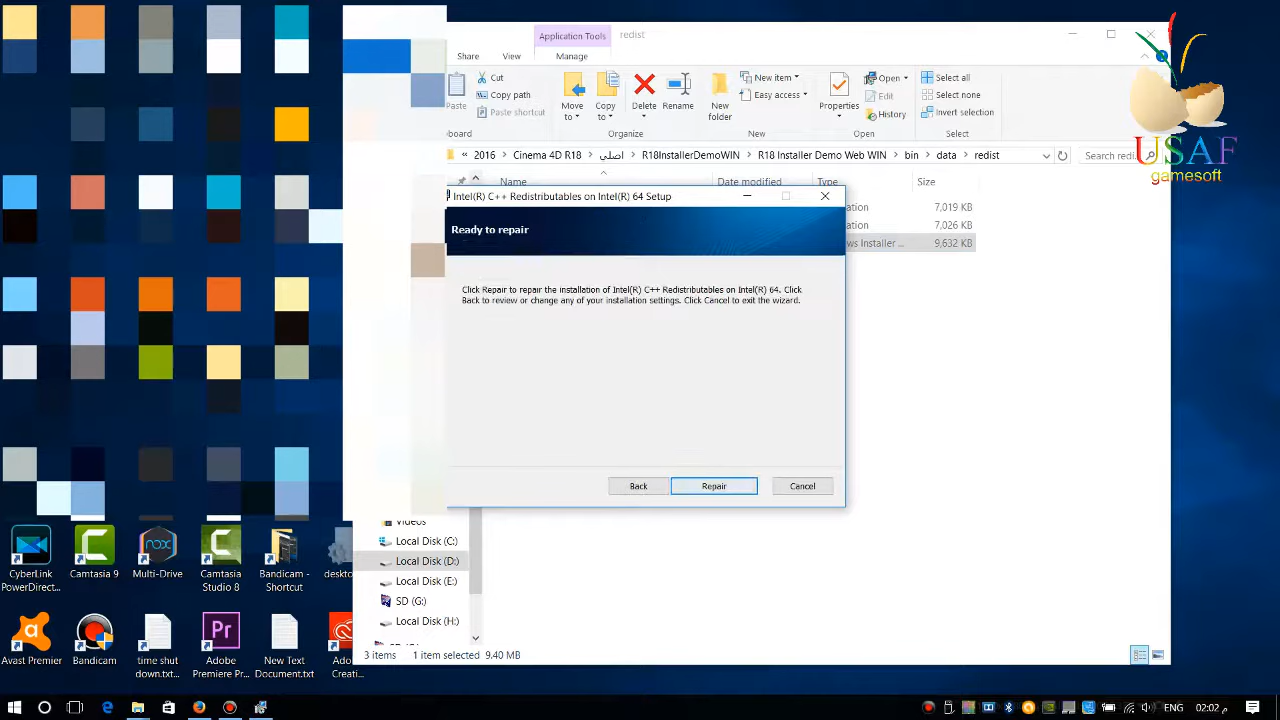 Application Tools
redist
Share
View
Manage
Paste
Cut
Copy path
Paste shortcut
Move to
Copy to
Delete
Rename
New folder
New item
Easy access
Properties
Open
Edit
History
Select all
Select none
Invert selection
board
Organize
New
Open
Select
USAF
gamesoft
2016
Cinema 4D R18
اصلی
R18InstallerDemoWIN
R18 Installer Demo Web WIN
bin
data
redist
Search redi...
Name
Date modified
Type
Size
ation
7,019 KB
ation
7,026 KB
ws Installer ...
9,632 KB
Intel(R) C++ Redistributables on Intel(R) 64 Setup
Ready to repair
Click Repair to repair the installation of Intel(R) C++ Redistributables on Intel(R) 64. Click
Back to review or change any of your installation settings. Click Cancel to exit the wizard.
Back
Repair
Cancel
Videos
Local Disk (C:)
Local Disk (D:)
Local Disk (E:)
SD (G:)
Local Disk (H:)
3 items
1 item selected
9.40 MB
CyberLink
PowerDirect...
Camtasia 9
Multi-Drive
Camtasia
Studio 8
Bandicam -
Shortcut
deskto
Avast Premier
Bandicam
time shut
down.txt...
Adobe
Premiere Pr...
New Text
Document.txt
Ado
Creati
02:02 م